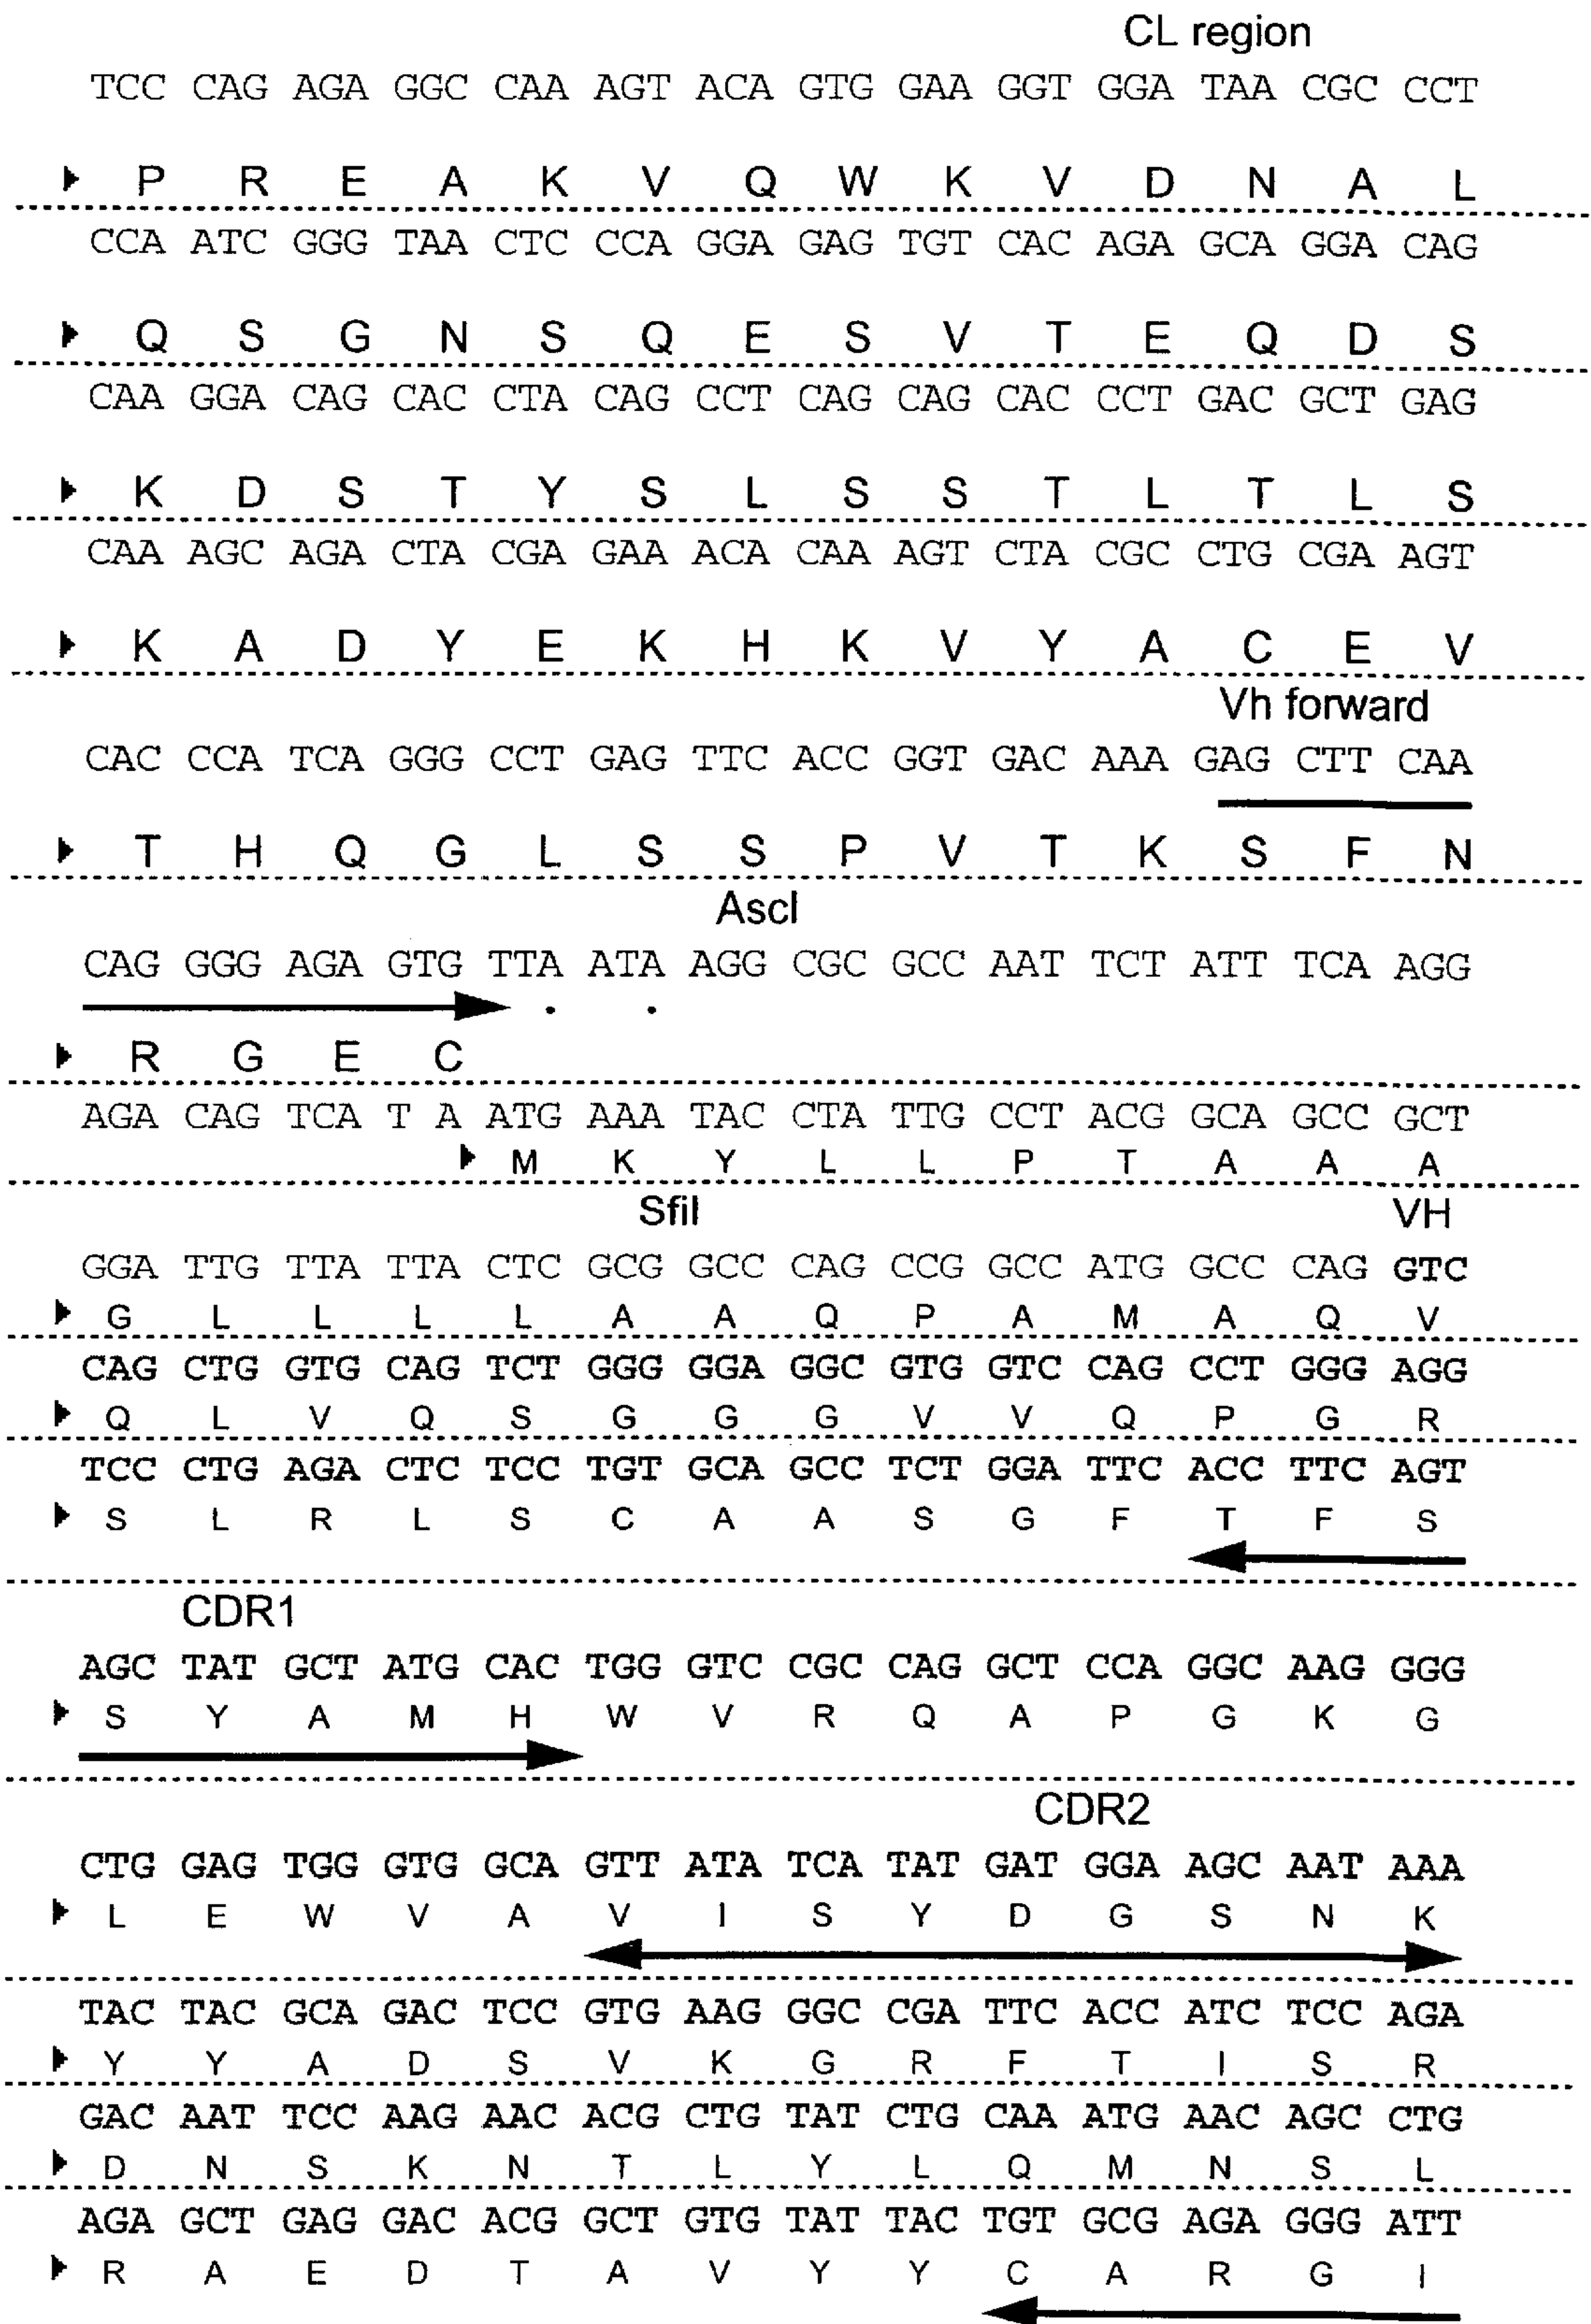 CL region
TCC CAG AGA GGC CAA AGT ACA GTG GAA GGT GGA TAA CGC CCT
P R E A K V Q W K V D N A L
CCA ATC GGG TAA CTC CCA GGA GAG TGT CAC AGA GCA GGA CAG
Q S G N S Q E S V T E Q D S
CAA GGA CAG CAC CTA CAG CCT CAG CAG CAC CCT GAC GCT GAG
K D S T Y S L S S T L T L S
CAA AGC AGA CTA CGA GAA ACA CAA AGT CTA CGC CTG CGA AGT
K A D Y E K H K V Y A C E V
Vh forward
CAC CCA TCA GGG CCT GAG TTC ACC GGT GAC AAA GAG CTT CAA
T H Q G L S S P V T K S F N
AscI
CAG GGG AGA GTG TTA ATA AGG CGC GCC AAT TCT ATT TCA AGG
R G E C
AGA CAG TCA T A ATG AAA TAC CTA TTG CCT ACG GCA GCC GCT
M K Y L L P T A A A
SfiI VH
GGA TTG TTA TTA CTC GCG GCC CAG CCG GCC ATG GCC CAG GTC
G L L L L A A Q P A M A Q V
CAG CTG GTG CAG TCT GGG GGA GGC GTG GTC CAG CCT GGG AGG
Q L V Q S G G G V V Q P G R
TCC CTG AGA CTC TCC TGT GCA GCC TCT GGA TTC ACC TTC AGT
S L R L S C A A S G F T F S
CDR1
AGC TAT GCT ATG CAC TGG GTC CGC CAG GCT CCA GGC AAG GGG
S Y A M H W V R Q A P G K G
CDR2
CTG GAG TGG GTG GCA GTT ATA TCA TAT GAT GGA AGC AAT AAA
L E W V A V I S Y D G S N K
TAC TAC GCA GAC TCC GTG AAG GGC CGA TTC ACC ATC TCC AGA
Y Y A D S V K G R F T I S R
GAC AAT TCC AAG AAC ACG CTG TAT CTG CAA ATG AAC AGC CTG
D N S K N T L Y L Q M N S L
AGA GCT GAG GAC ACG GCT GTG TAT TAC TGT GCG AGA GGG ATT
R A E D T A V Y Y C A R G I